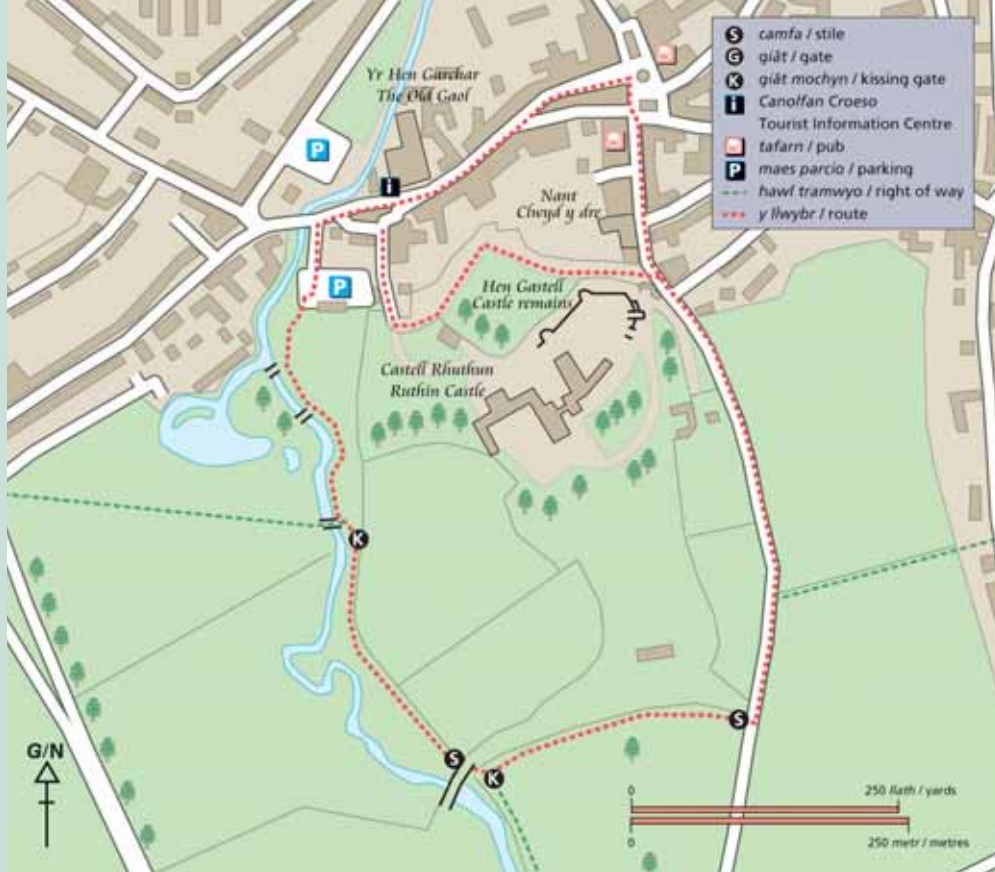 Yr Hen Garchar
The Old Gaol
P
i
Nant
Clwyd y dre
P
Hen Gastell
Castle remains
Castell Rhuthun
Ruthin Castle
K
S
K
S
G/N
S camfa / stile
G giât / gate
K giât mochyn / kissing gate
i Canolfan Croeso
Tourist Information Centre
tafarn / pub
P maes parcio / parking
hawl tramwyo / right of way
y llwybr / route
0 250 llath / yards
0 250 metr / metres